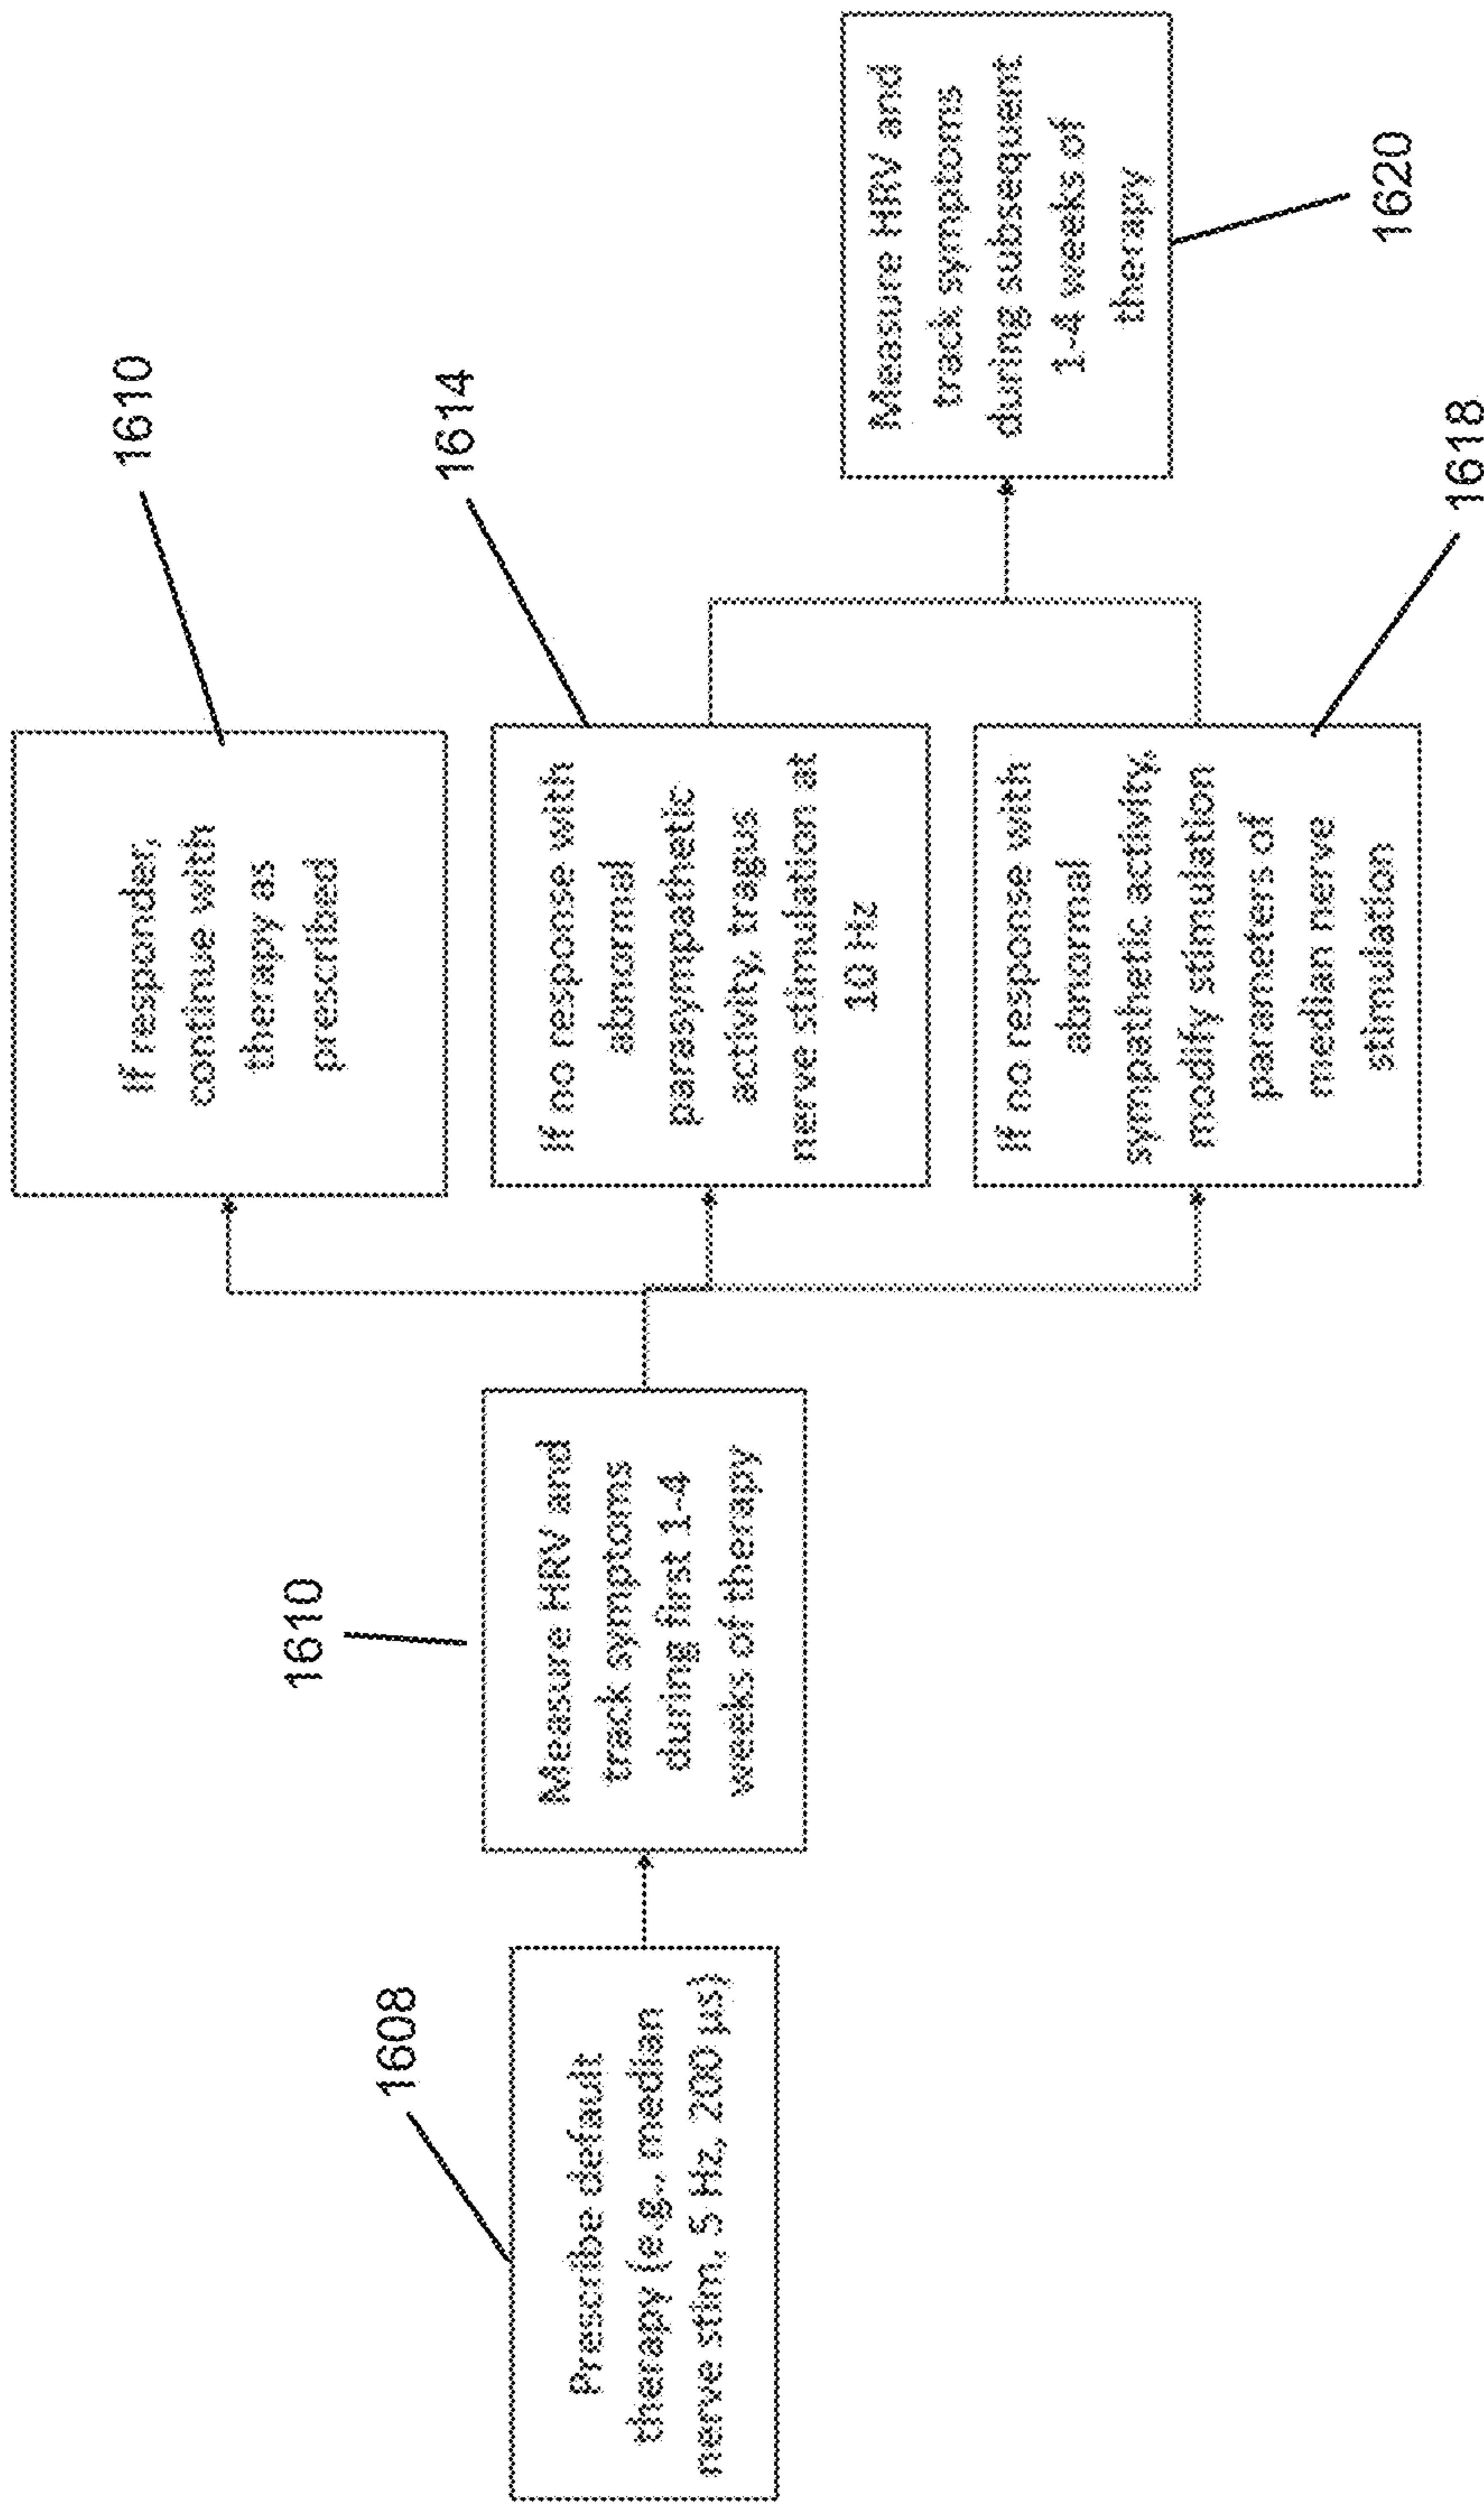 1608
Prescribe default
therapy (e.g., median
nerve stim, 5 Hz, 200 µs)
1610
Measure HRV and
track symptoms
during first 1-4
weeks of therapy
1610
If responder,
continue with
therapy as
prescribed
1614
If no response with
abnormal
parasympathetic
activity, tragus
nerve stimulation at
10 Hz
If no response with
abormal
sympathetic activity,
modify stimulation
parameters of
median nerve
stimulation
1618
Measure HRV and
track symptoms
during subsequent
1-4 weeks of
therapy
1620